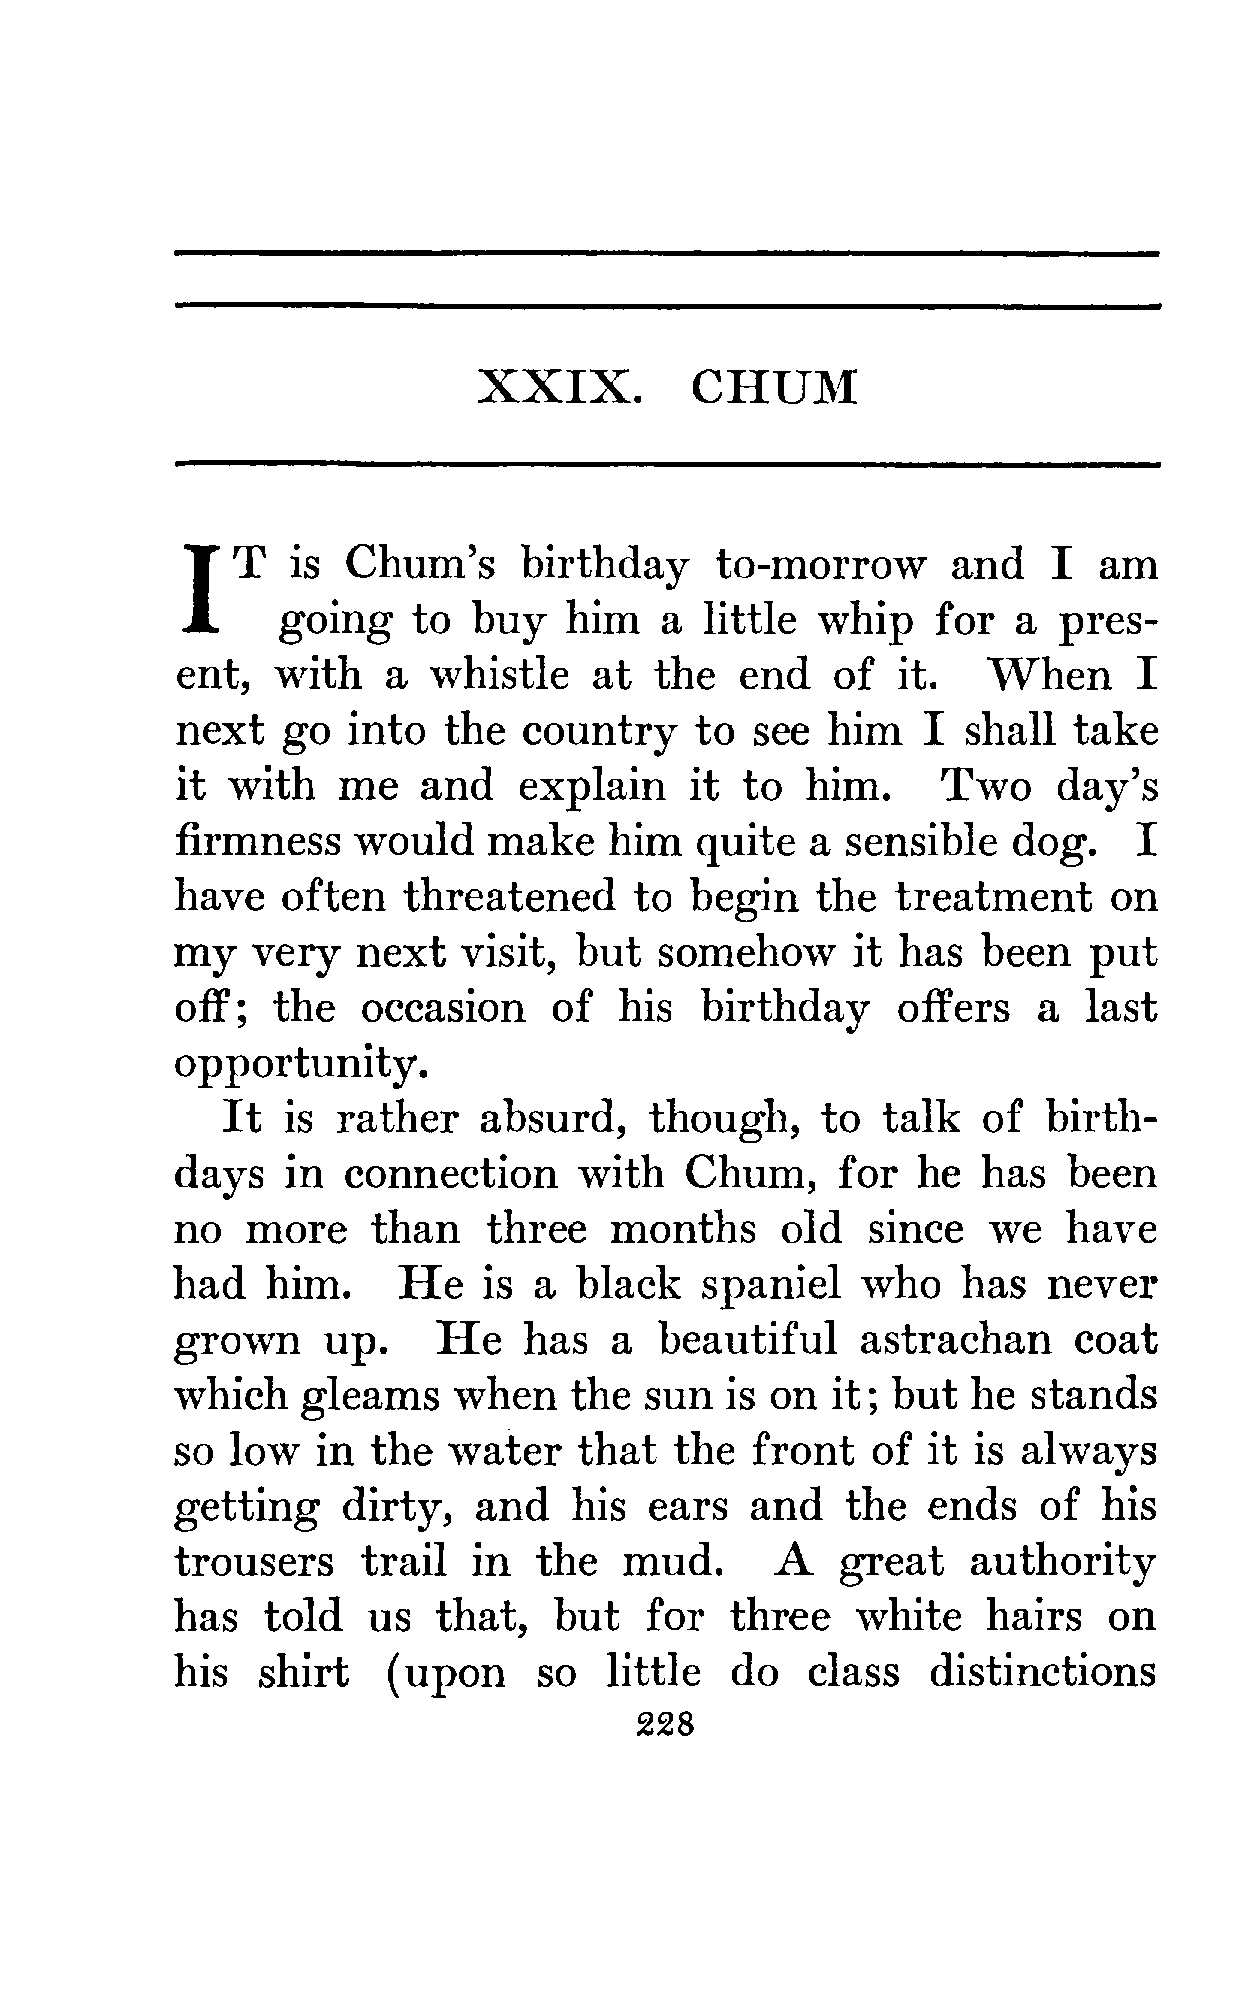 XXIX. CHUM
IT is Chum's birthday to-morrow and I am
going to buy him a little whip for a pres-
ent, with a whistle at the end of it. When I
next go into the country to see him I shall take
it with me and explain it to him. Two day's
firmness would make him quite a sensible dog. I
have often threatened to begin the treatment on
my very next visit, but somehow it has been put
off; the occasion of his birthday offers a last
opportunity.
It is rather absurd, though, to talk of birth-
days in connection with Chum, for he has been
no more than three months old since we have
had him. He is a black spaniel who has never
grown up. He has a beautiful astrachan coat
which gleams when the sun is on it; but he stands
so low in the water that the front of it is always
getting dirty, and his ears and the ends of his
trousers trail in the mud. A great authority
has told us that, but for three white hairs on
his shirt (upon so little do class distinctions
228